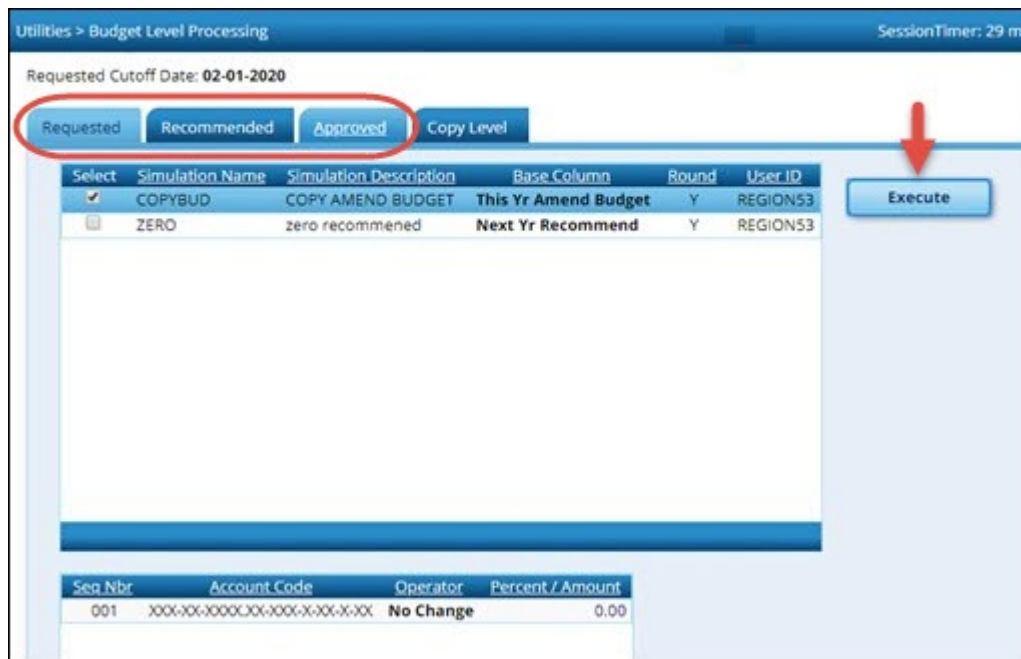 Utilities > Budget Level Processing SessionTimer: 29 m
Requested Cutoff Date: 02-01-2020
Requested Recommended Approved Copy Level
Select Simulation Name Simulation Description Base Column Round User ID
COPYBUD COPY AMEND BUDGET This Yr Amend Budget Y REGION53
Execute
ZERO zero recommened Next Yr Recommend Y REGION53
Seq Nbr Account Code Operator Percent / Amount
001 XXX-XX-XXXX.XX-XXX-X-XX-X-XX No Change 0.00